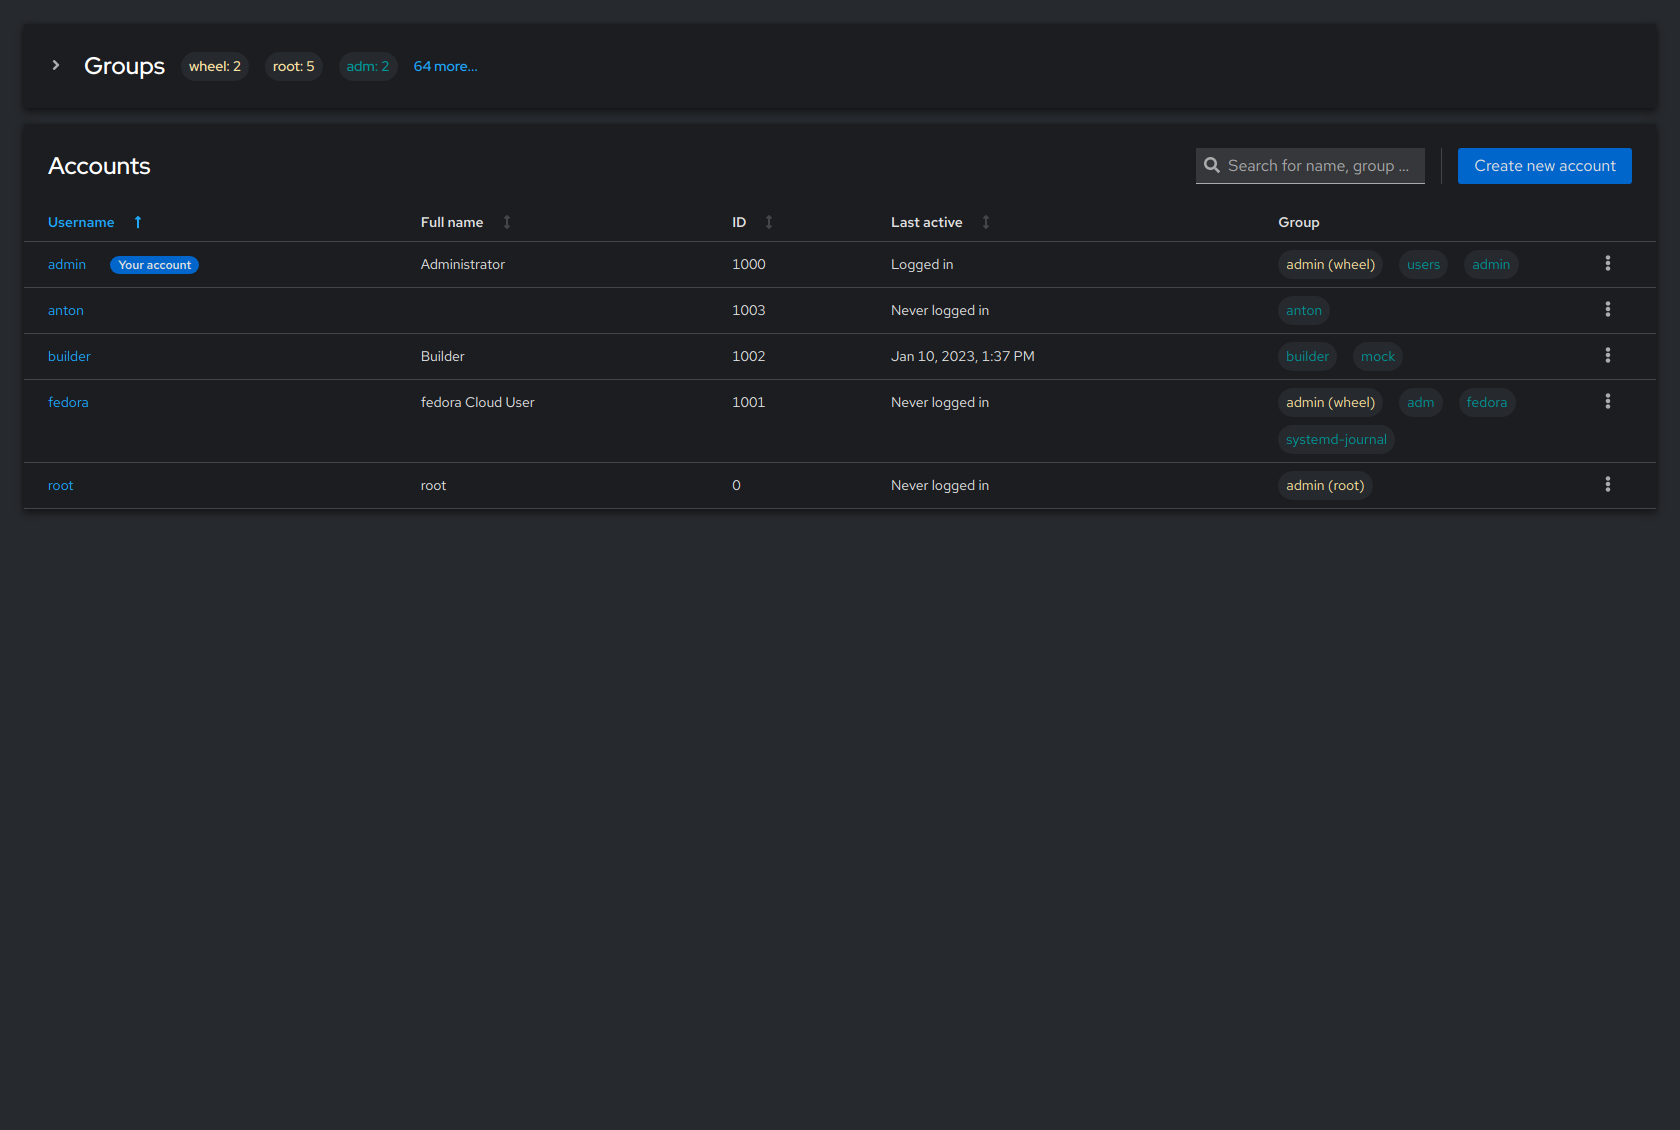 Groups wheel: 2 root: 5 adm: 2 64 more...
Accounts Search for name, group ... Create new account
Username Full name ID Last active Group
admin Your account Administrator 1000 Logged in admin (wheel) users admin
anton 1003 Never logged in anton
builder Builder 1002 Jan 10, 2023, 1:37 PM builder mock
fedora fedora Cloud User 1001 Never logged in admin (wheel) adm fedora
systemd-journal
root root 0 Never logged in admin (root)